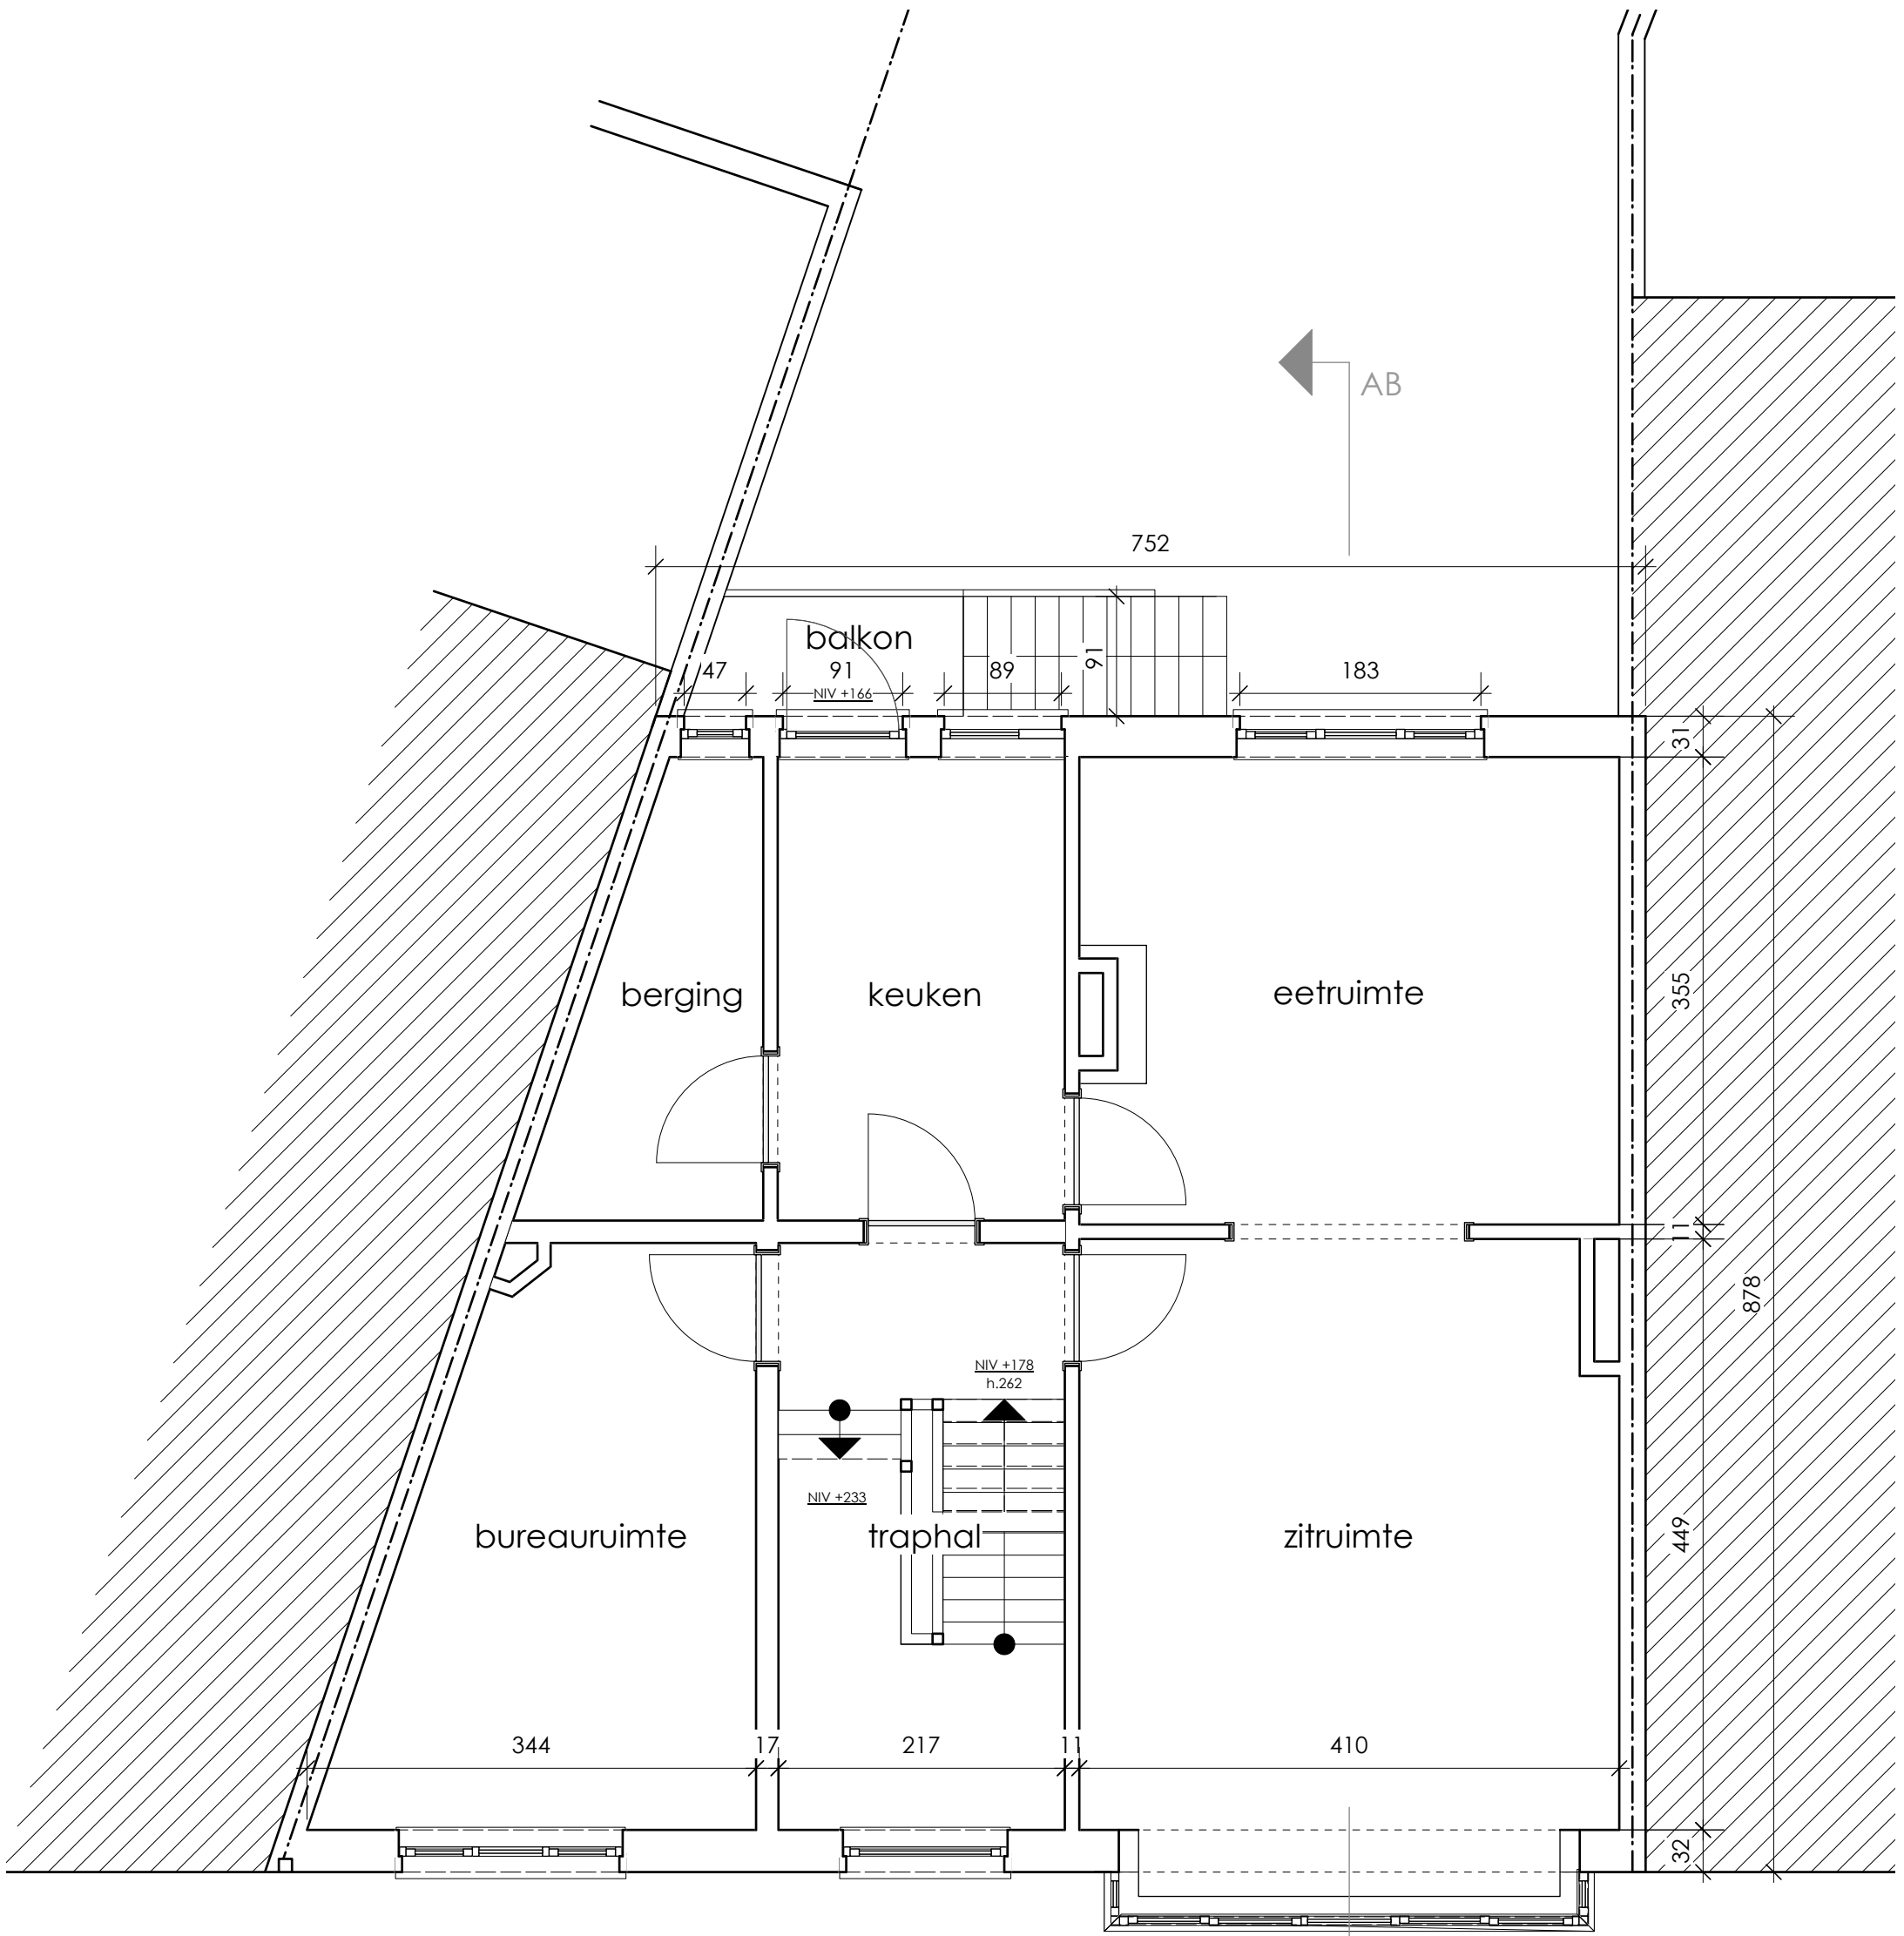 AB
752
balkon
47
91
89
91
183
NIV +166
31
berging
keuken
eetruimte
355
11
878
NIV +178
h.262
NIV +233
bureauruimte
traphal
zitruimte
449
344
17
217
11
410
32